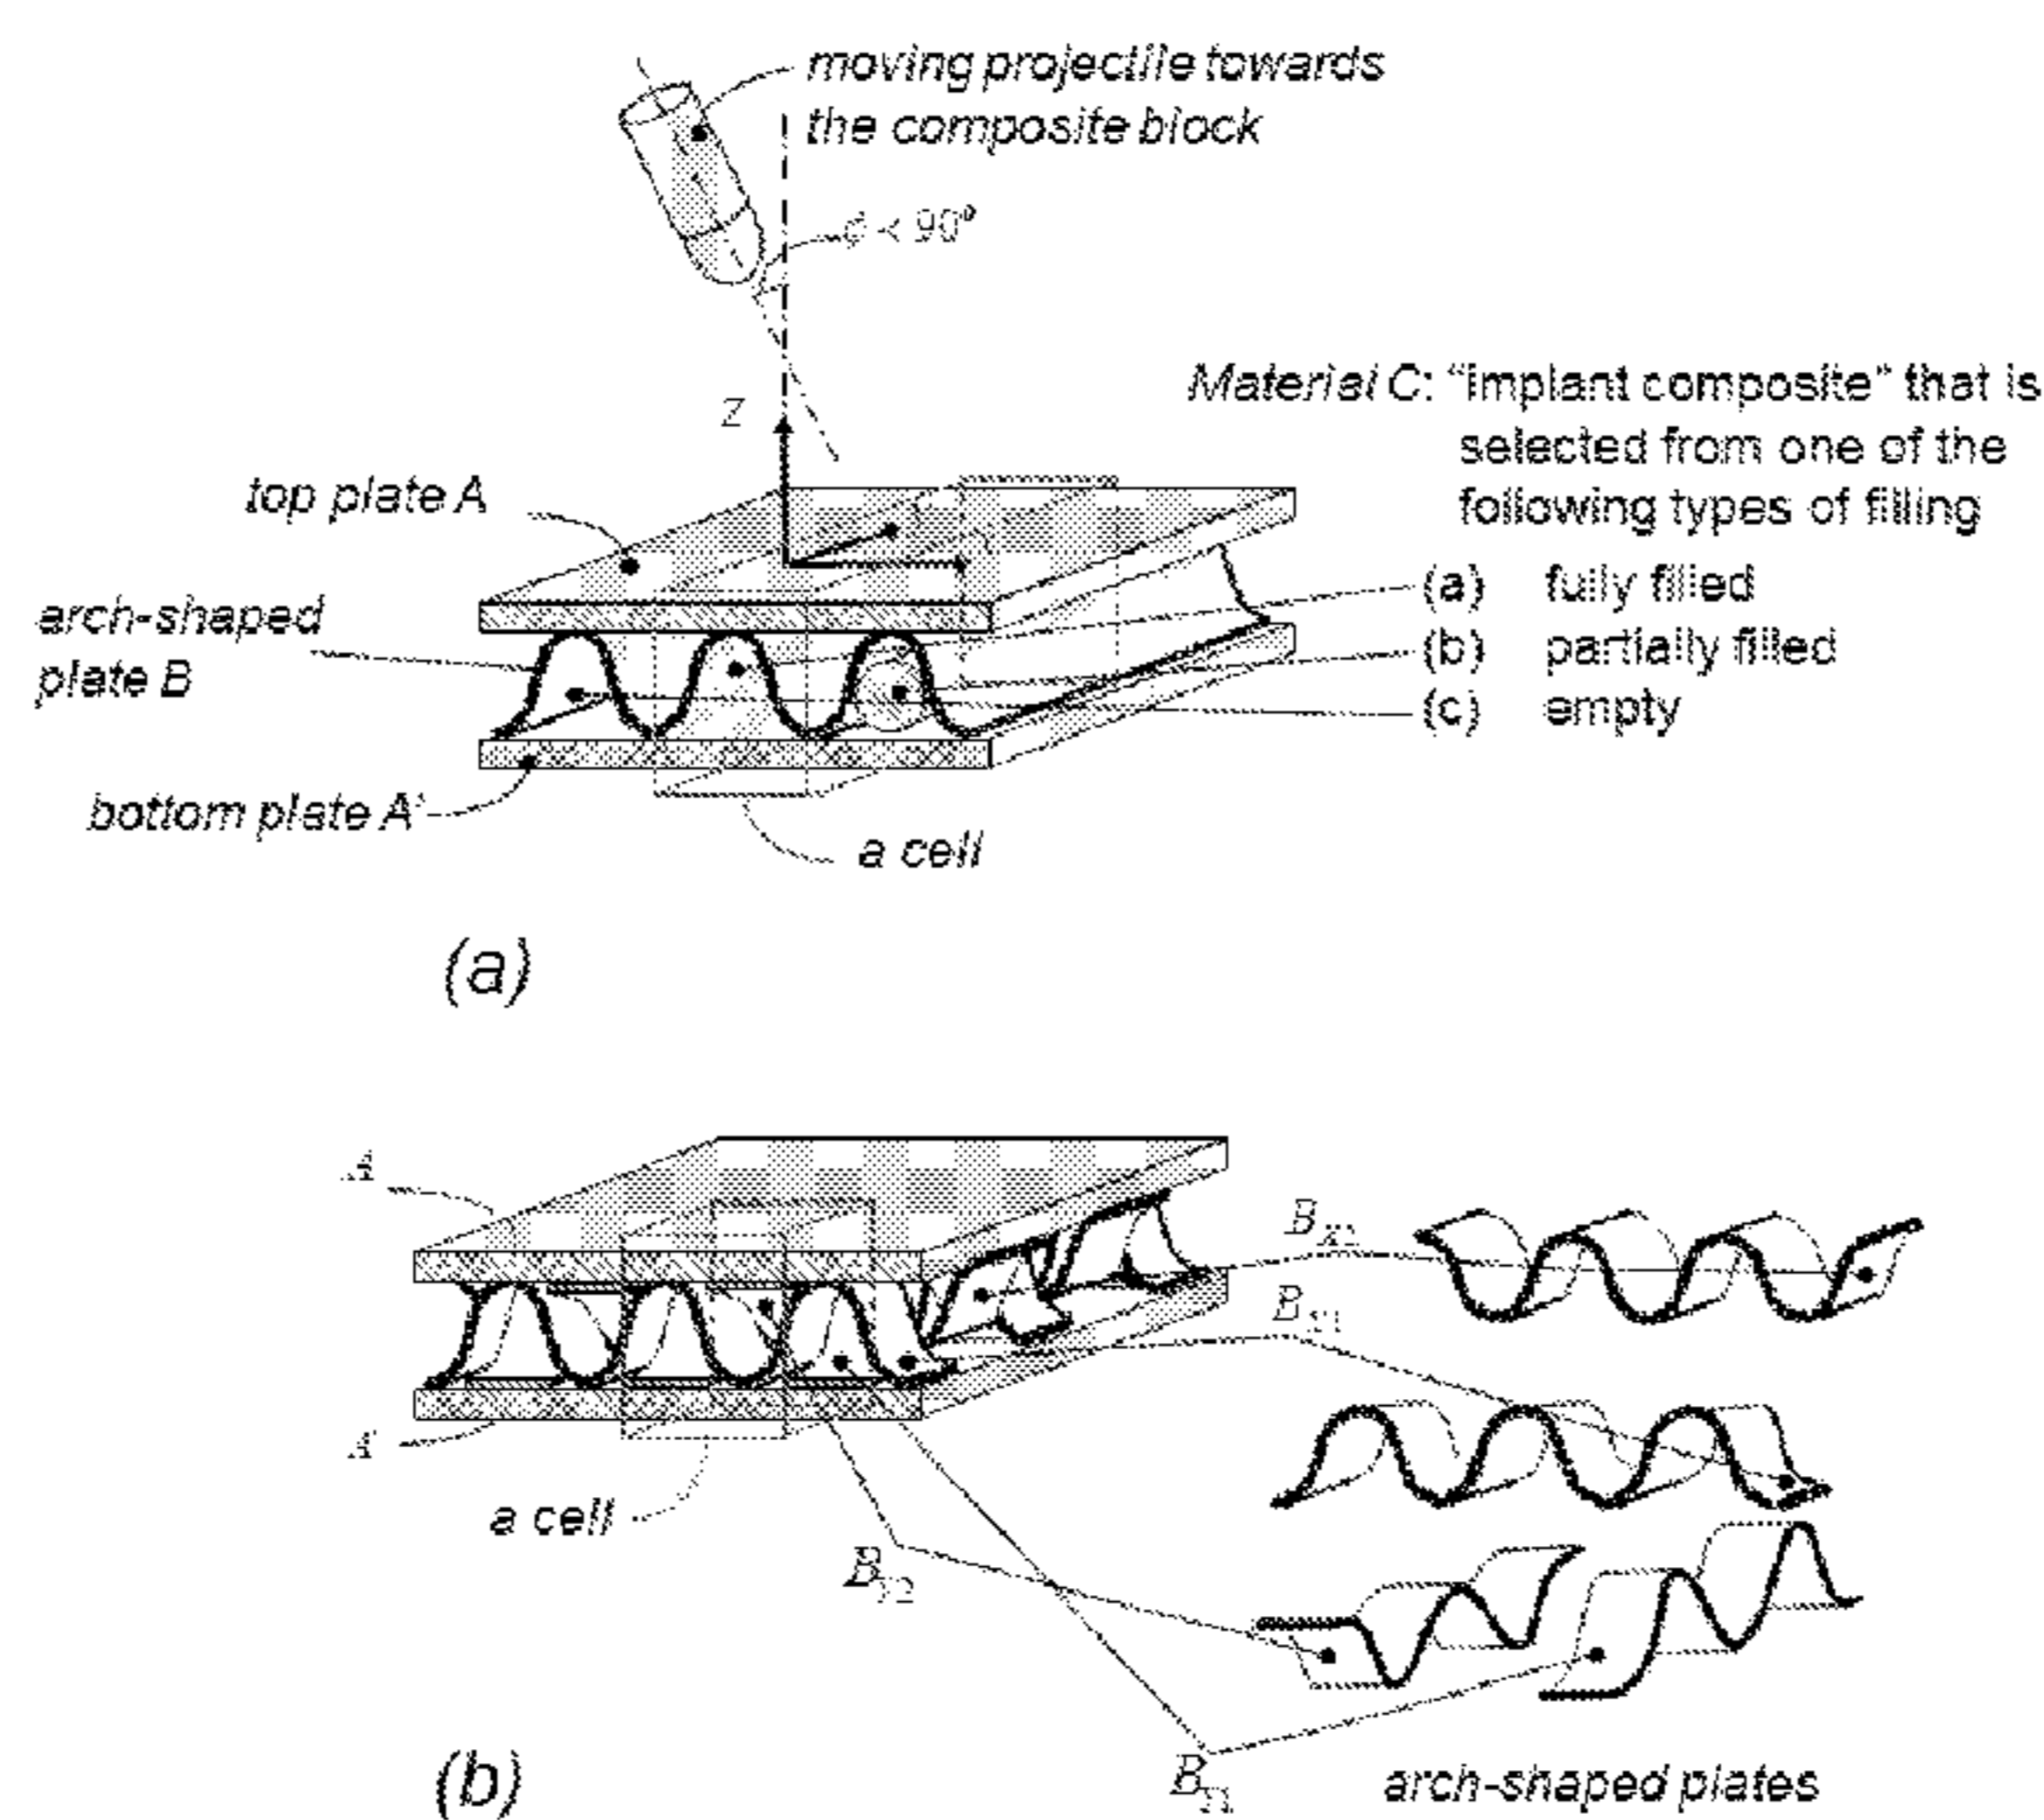 moving projectile towards
the composite block
ϕ < 90°
Z
Material C: "implant composite" that is
selected from one of the
following types of filling
top plate A
(a) fully filled
arch-shaped
plate B
(b) partially filled
(c) empty
bottom plate A'
a cell
(a)
A
B
B
A'
a cell
B
B
(b)
arch-shaped plates